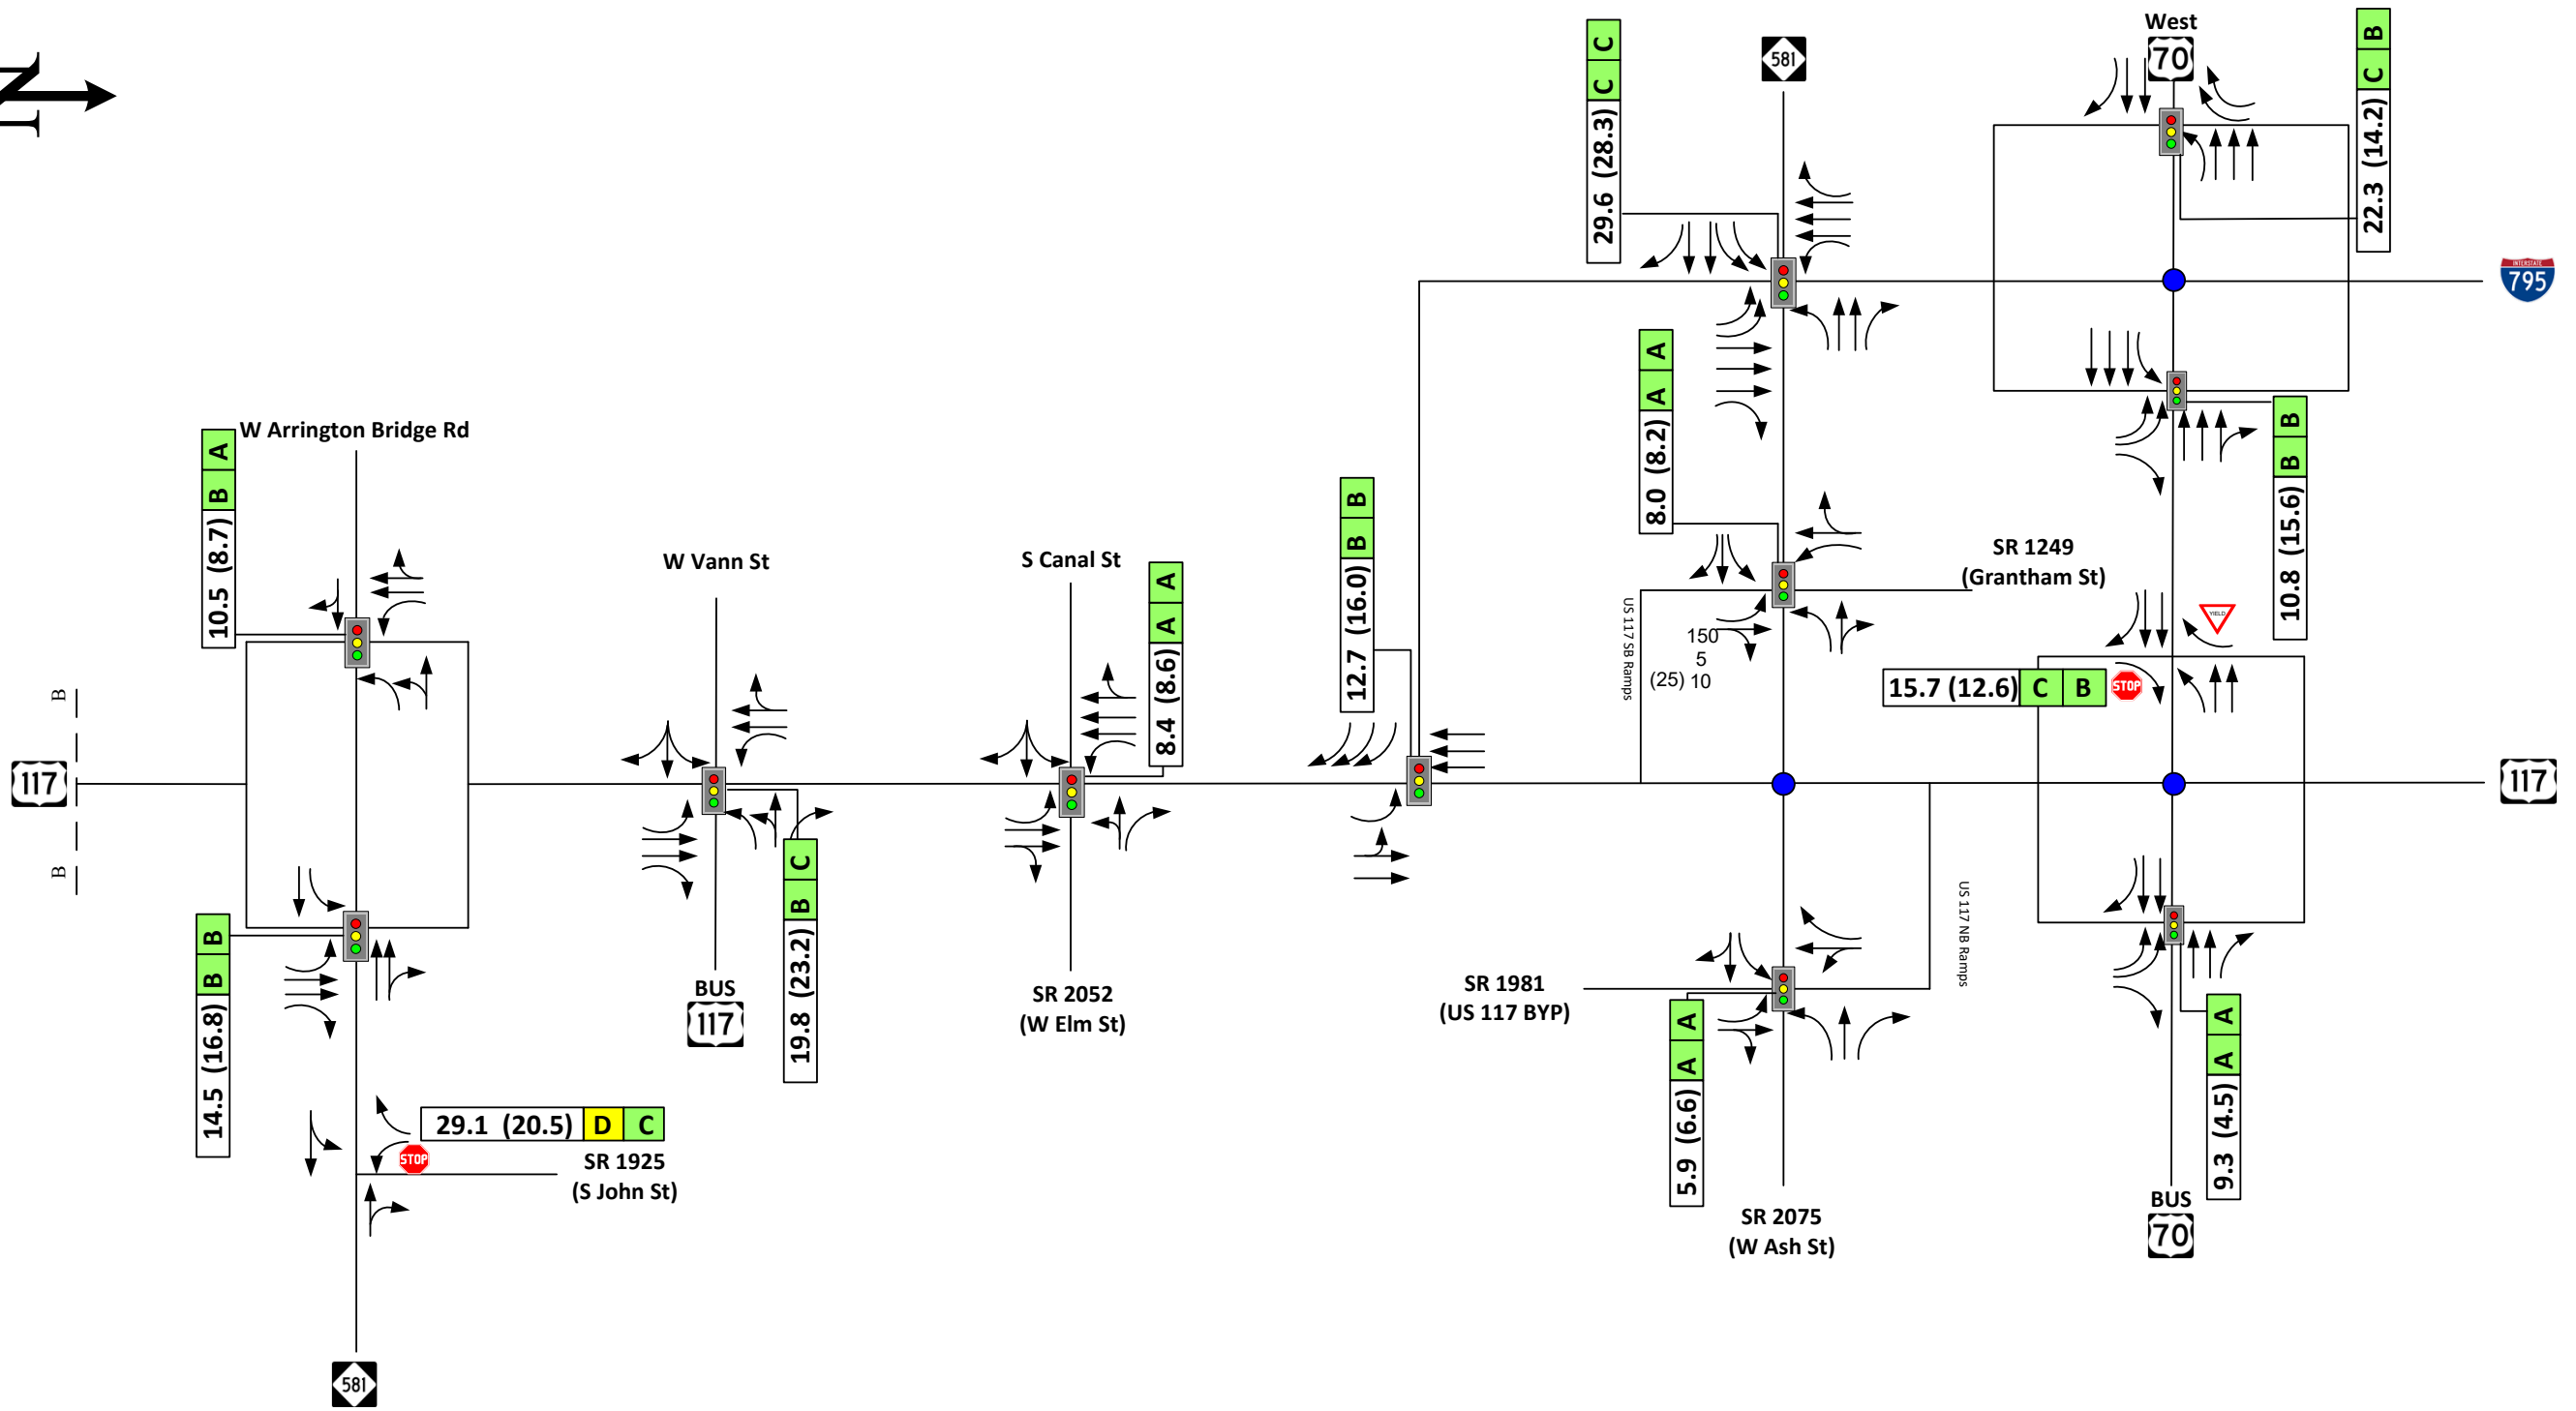 N
West
70
581
29.6 (28.3) C C
22.3 (14.2) C B
INTERSTATE
795
8.0 (8.2) A A
10.8 (15.6) B B
W Arrington Bridge Rd
10.5 (8.7) B A
W Vann St
S Canal St
8.4 (8.6) A A
12.7 (16.0) B B
SR 1249
(Grantham St)
US 117 SB Ramps
150
5
(25) 10
YIELD
15.7 (12.6) C B
STOP
B
B
117
117
14.5 (16.8) B B
19.8 (23.2) B C
BUS
117
SR 2052
(W Elm St)
SR 1981
(US 117 BYP)
US 117 NB Ramps
5.9 (6.6) A A
9.3 (4.5) A A
29.1 (20.5) D C
STOP
SR 1925
(S John St)
SR 2075
(W Ash St)
BUS
70
581